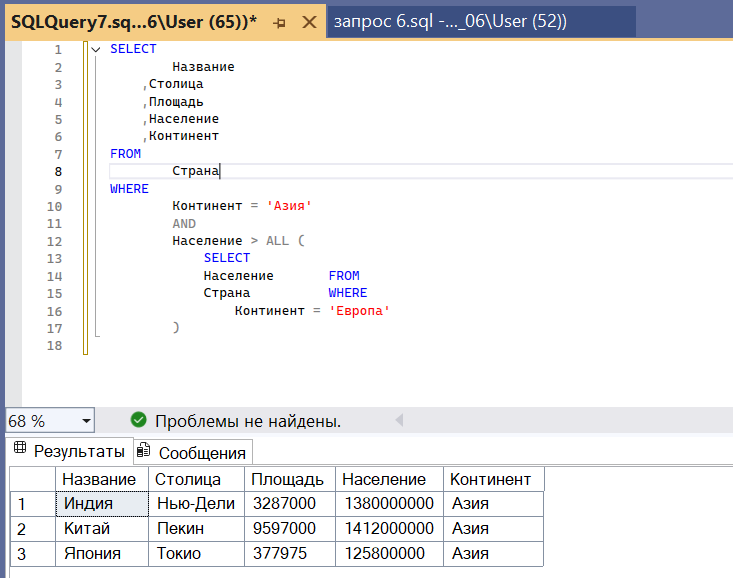 SQLQuery7.sq...6\User (65))* запрос 6.sql -..._06\User (52))
1 SELECT
2 Название
3 ,Столица
4 ,Площадь
5 ,Население
6 ,Континент
7 FROM
8 Страна
9 WHERE
10 Континент = 'Азия'
11 AND
12 Население > ALL (
13 SELECT
14 Население FROM
15 Страна WHERE
16 Континент = 'Европа'
17 )
18
68 % Проблемы не найдены.
Результаты Сообщения
Название Столица Площадь Население Континент
1 Индия Нью-Дели 3287000 1380000000 Азия
2 Китай Пекин 9597000 1412000000 Азия
3 Япония Токио 377975 125800000 Азия